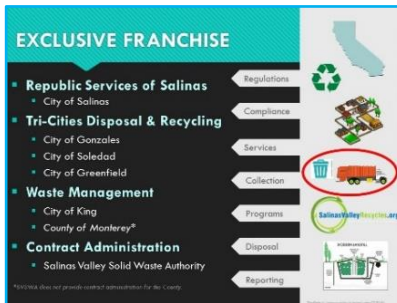 EXCLUSIVE FRANCHISE
Republic Services of Salinas
City of Salinas
Tri-Cities Disposal & Recycling
City of Gonzales
City of Soledad
City of Greenfield
Waste Management
City of King
County of Monterey*
Contract Administration
Salinas Valley Solid Waste Authority
does not provide contract administration for the County
Regulations
Compliance
Services
Collection
Programs
Disposal
Reporting
SalinasValleyRecycles.org